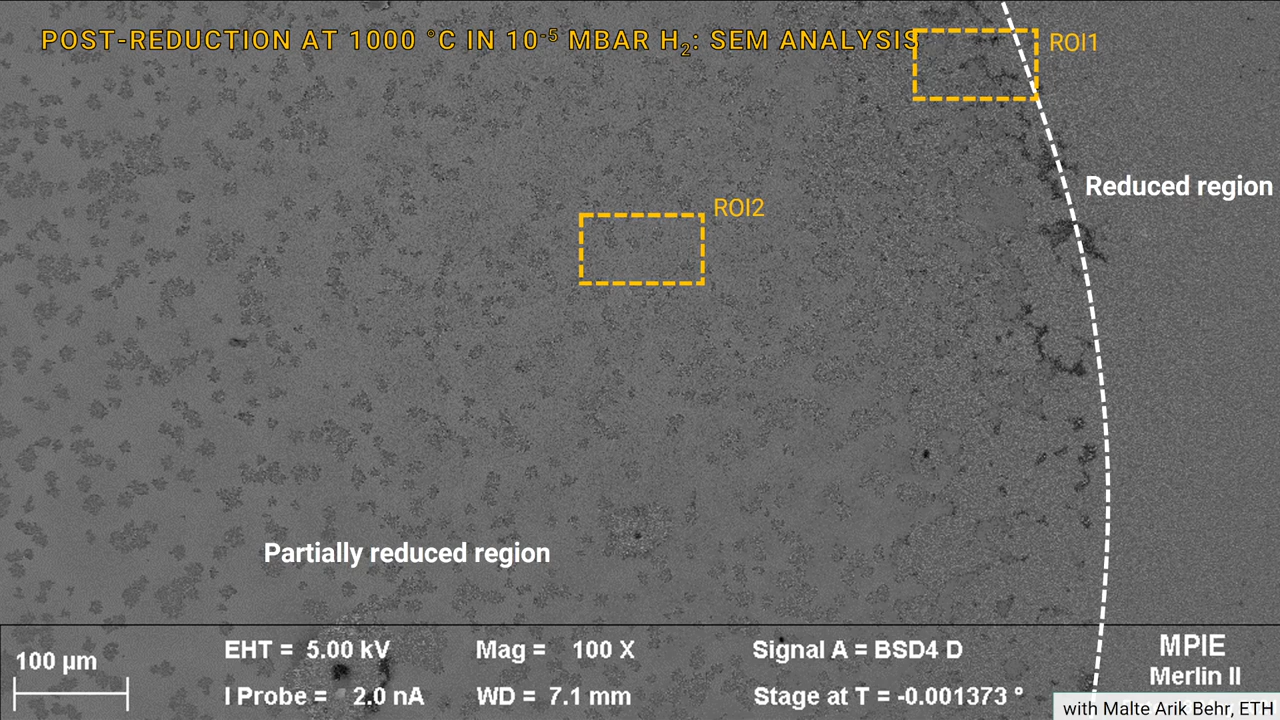 POST-REDUCTION AT 1000 °C IN 10⁻⁵ MBAR H₂: SEM ANALYSIS
ROI1
Reduced region
ROI2
Partially reduced region
100 µm
EHT = 5.00 kV
Mag = 100 X
Signal A = BSD4 D
MPIE
I Probe = 2.0 nA
WD = 7.1 mm
Stage at T = -0.001373 °
Merlin II
with Malte Arik Behr, ETH